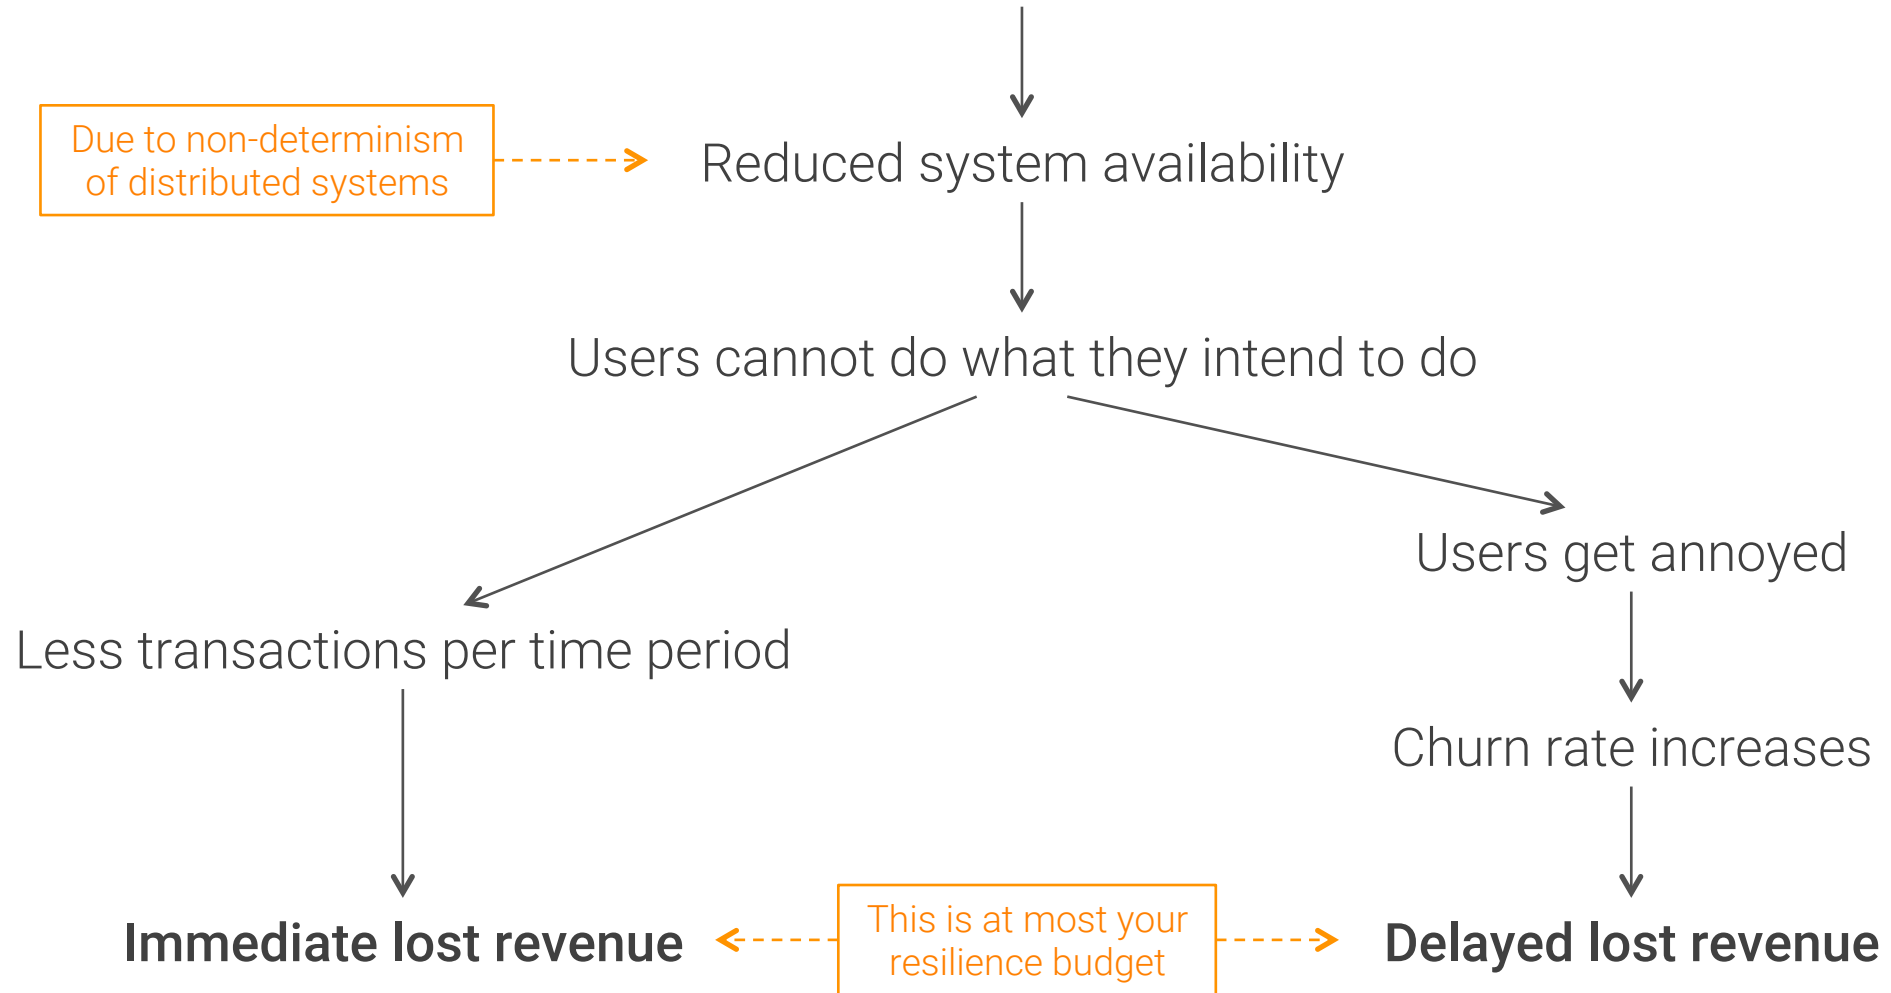 Due to non-determinism
of distributed systems
Reduced system availability
Users cannot do what they intend to do
Users get annoyed
Less transactions per time period
Churn rate increases
Immediate lost revenue
This is at most your
resilience budget
Delayed lost revenue